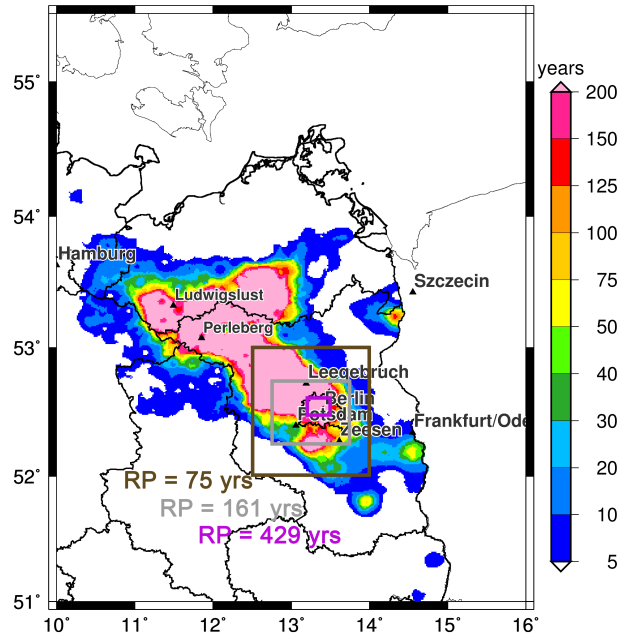 years
200
150
125
100
75
50
40
30
20
10
5
55°
54°
53°
52°
51°
Hamburg
Szczecin
Ludwigslust
Perleberg
Leegebruch
Berlin
Potsdam
Zeesen
Frankfurt/Ode
RP = 75 yrs
RP = 161 yrs
RP = 429 yrs
10°
11°
12°
13°
14°
15°
16°